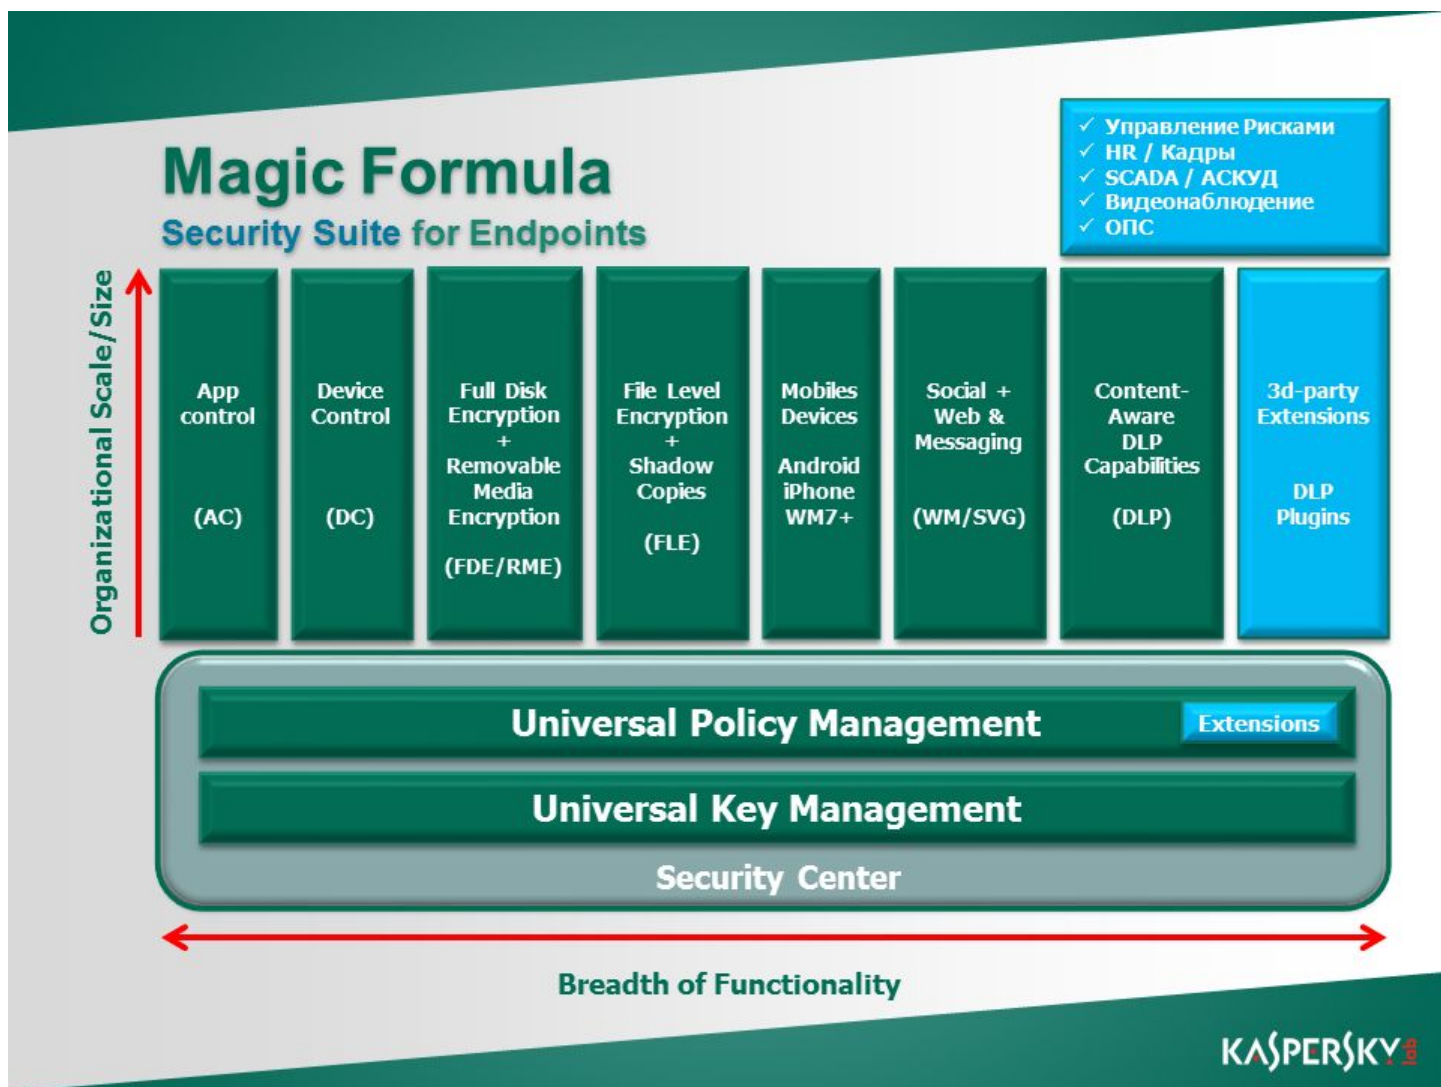 Magic Formula
Security Suite for Endpoints
✓ Управление Рисками
✓ HR / Кадры
✓ SCADA / АСКУД
✓ Видеонаблюдение
✓ ОПС
Organizational Scale/Size
App
control
(AC)
Device
Control
(DC)
Full Disk
Encryption
+
Removable
Media
Encryption
(FDE/RME)
File Level
Encryption
+
Shadow
Copies
(FLE)
Mobiles
Devices
Android
iPhone
WM7+
Social +
Web &
Messaging
(WM/SVG)
Content-
Aware
DLP
Capabilities
(DLP)
3d-party
Extensions
DLP
Plugins
Universal Policy Management
Extensions
Universal Key Management
Security Center
Breadth of Functionality
KASPERSKY lab